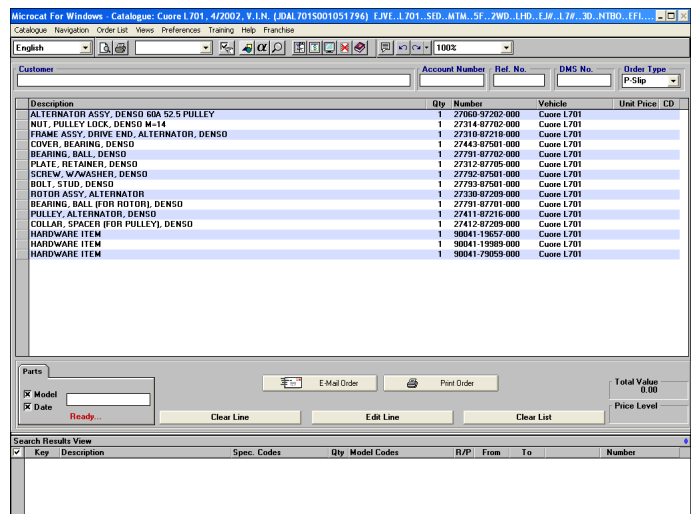 Microcat For Windows - Catalogue: Cuore L701, 4/2002, V.I.N. (JDAL701S001051796) EJVE..L701..SED..MTM..5F..2WD..LHD..EJ#..L7#..3D..NTBO..EFI....
Catalogue Navigation Order List Views Preferences Training Help Franchise
English 100%
Customer Account Number Ref. No. DMS No. Order Type
P-Slip
Description Qty Number Vehicle Unit Price CD
ALTERNATOR ASSY, DENSO 60A 52.5 PULLEY 1 27060-97202-000 Cuore L701
NUT, PULLEY LOCK, DENSO M=14 1 27314-87702-000 Cuore L701
FRAME ASSY, DRIVE END, ALTERNATOR, DENSO 1 27310-87218-000 Cuore L701
COVER, BEARING, DENSO 1 27443-87501-000 Cuore L701
BEARING, BALL, DENSO 1 27791-87702-000 Cuore L701
PLATE, RETAINER, DENSO 1 27312-87705-000 Cuore L701
SCREW, W/WASHER, DENSO 1 27792-87501-000 Cuore L701
BOLT, STUD, DENSO 1 27793-87501-000 Cuore L701
ROTOR ASSY, ALTERNATOR 1 27330-87209-000 Cuore L701
BEARING, BALL (FOR ROTOR), DENSO 1 27791-87701-000 Cuore L701
PULLEY, ALTERNATOR, DENSO 1 27411-87216-000 Cuore L701
COLLAR, SPACER (FOR PULLEY), DENSO 1 27412-87209-000 Cuore L701
HARDWARE ITEM 1 90041-19657-000 Cuore L701
HARDWARE ITEM 1 90041-19989-000 Cuore L701
HARDWARE ITEM 1 90041-79059-000 Cuore L701
Parts
E-Mail Order Print Order
Total Value
0.00
Model
Date
Price Level
Ready...
Clear Line Edit Line Clear List
Search Results View
Key Description Spec. Codes Qty Model Codes R/P From To Number